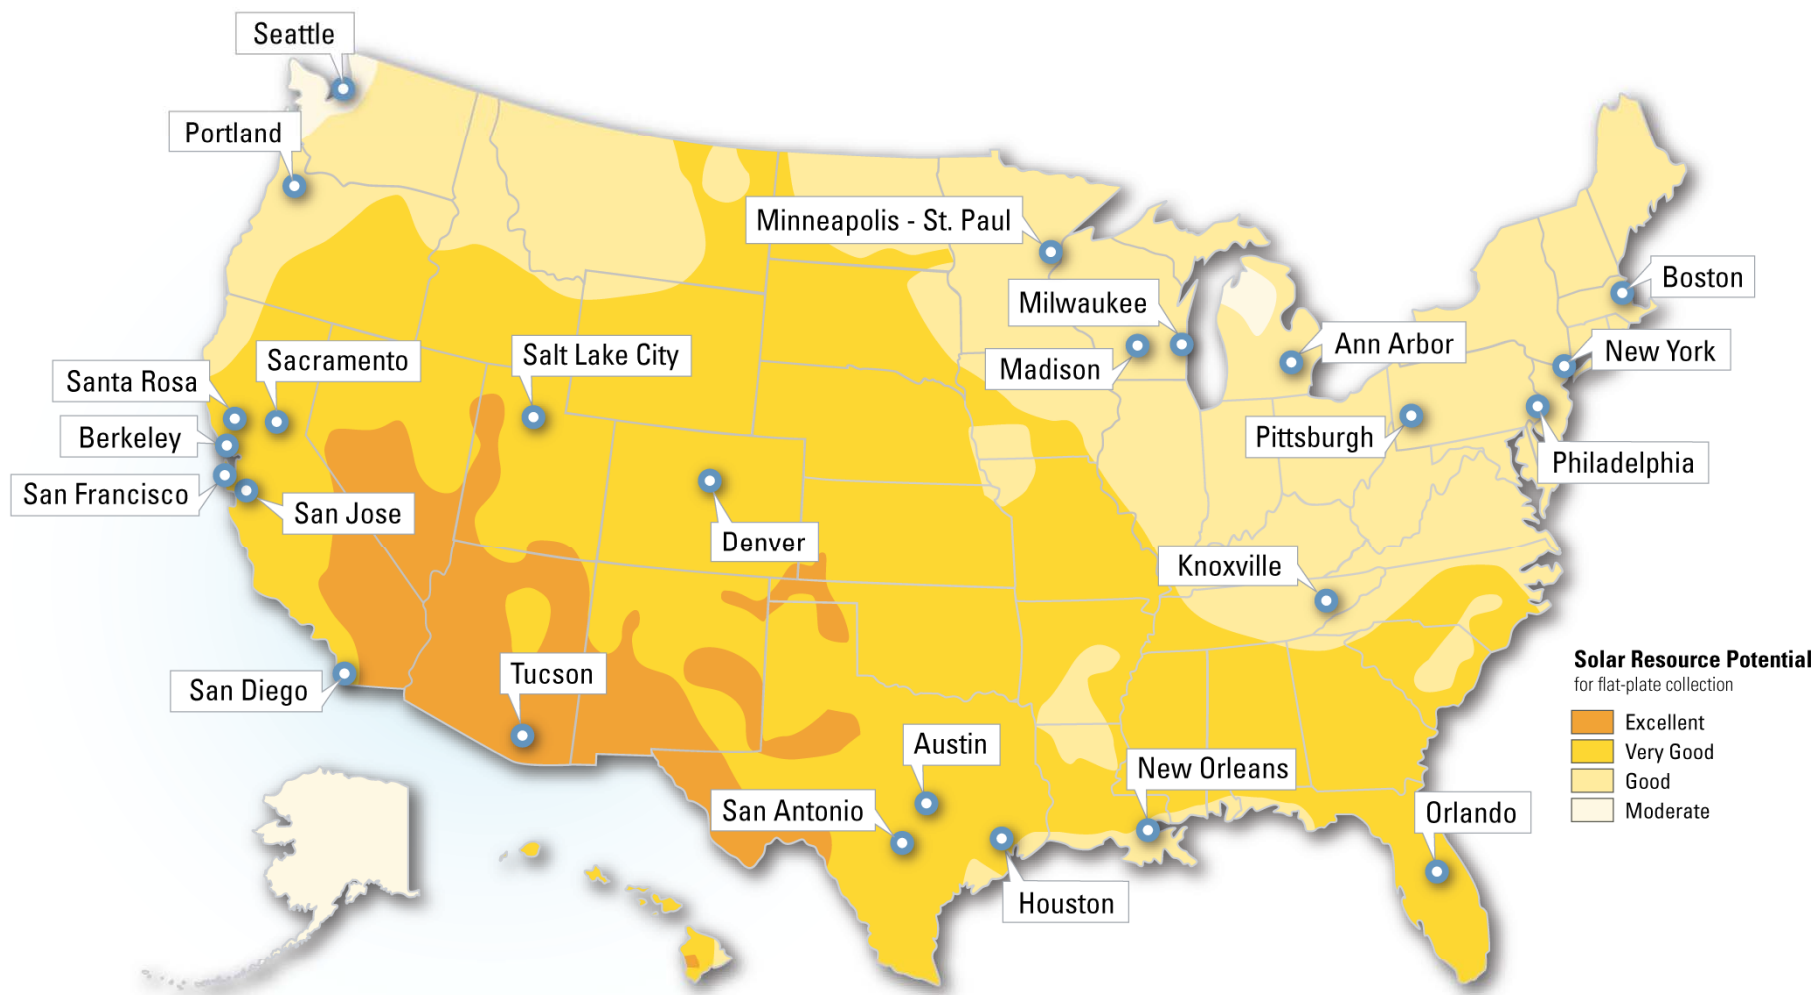 Seattle
Portland
Minneapolis - St. Paul
Boston
Milwaukee
Ann Arbor
New York
Sacramento
Salt Lake City
Madison
Santa Rosa
Berkeley
Pittsburgh
Philadelphia
San Francisco
San Jose
Denver
Knoxville
Tucson
San Diego
Austin
New Orleans
San Antonio
Orlando
Houston
Solar Resource Potential
for flat-plate collection
Excellent
Very Good
Good
Moderate